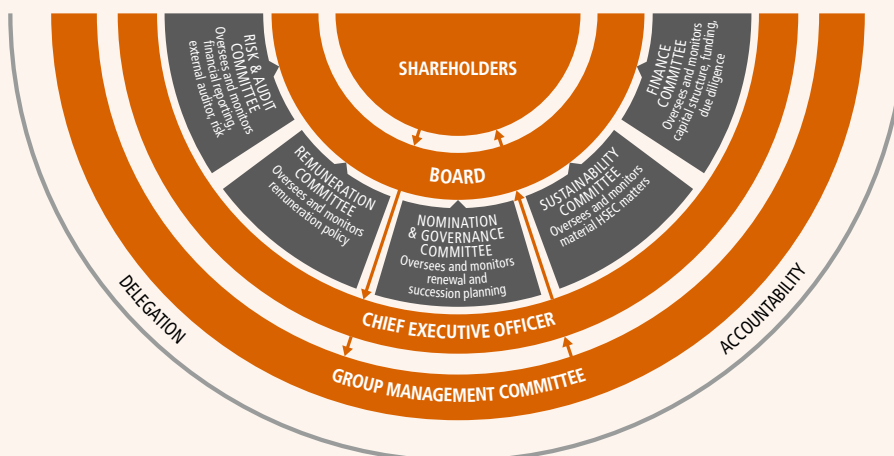 SHAREHOLDERS
BOARD
RISK & AUDIT
COMMITTEE
Oversees and monitors
financial reporting,
external auditor, risk
REMUNERATION
COMMITTEE
Oversees and monitors
remuneration policy
NOMINATION
& GOVERNANCE
COMMITTEE
Oversees and monitors
renewal and
succession planning
SUSTAINABILITY
COMMITTEE
Oversees and monitors
material HSEC matters
FINANCE
COMMITTEE
Oversees and monitors
capital structure, funding,
due diligence
CHIEF EXECUTIVE OFFICER
GROUP MANAGEMENT COMMITTEE
DELEGATION
ACCOUNTABILITY